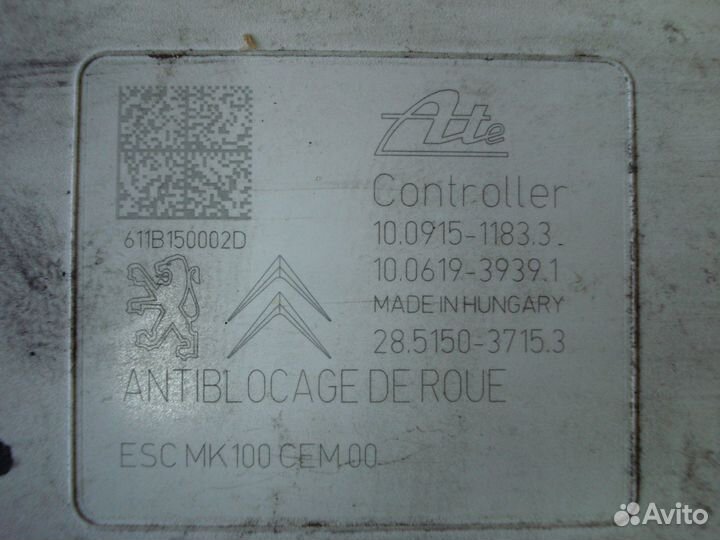 Ate
Controller
611B150002D
10.0915-1183.3
10.0619-3939.1
MADE IN HUNGARY
28.5150-3715.3
ANTIBLOCAGE DE ROUE
ESC MK100 CEM 00
Avito